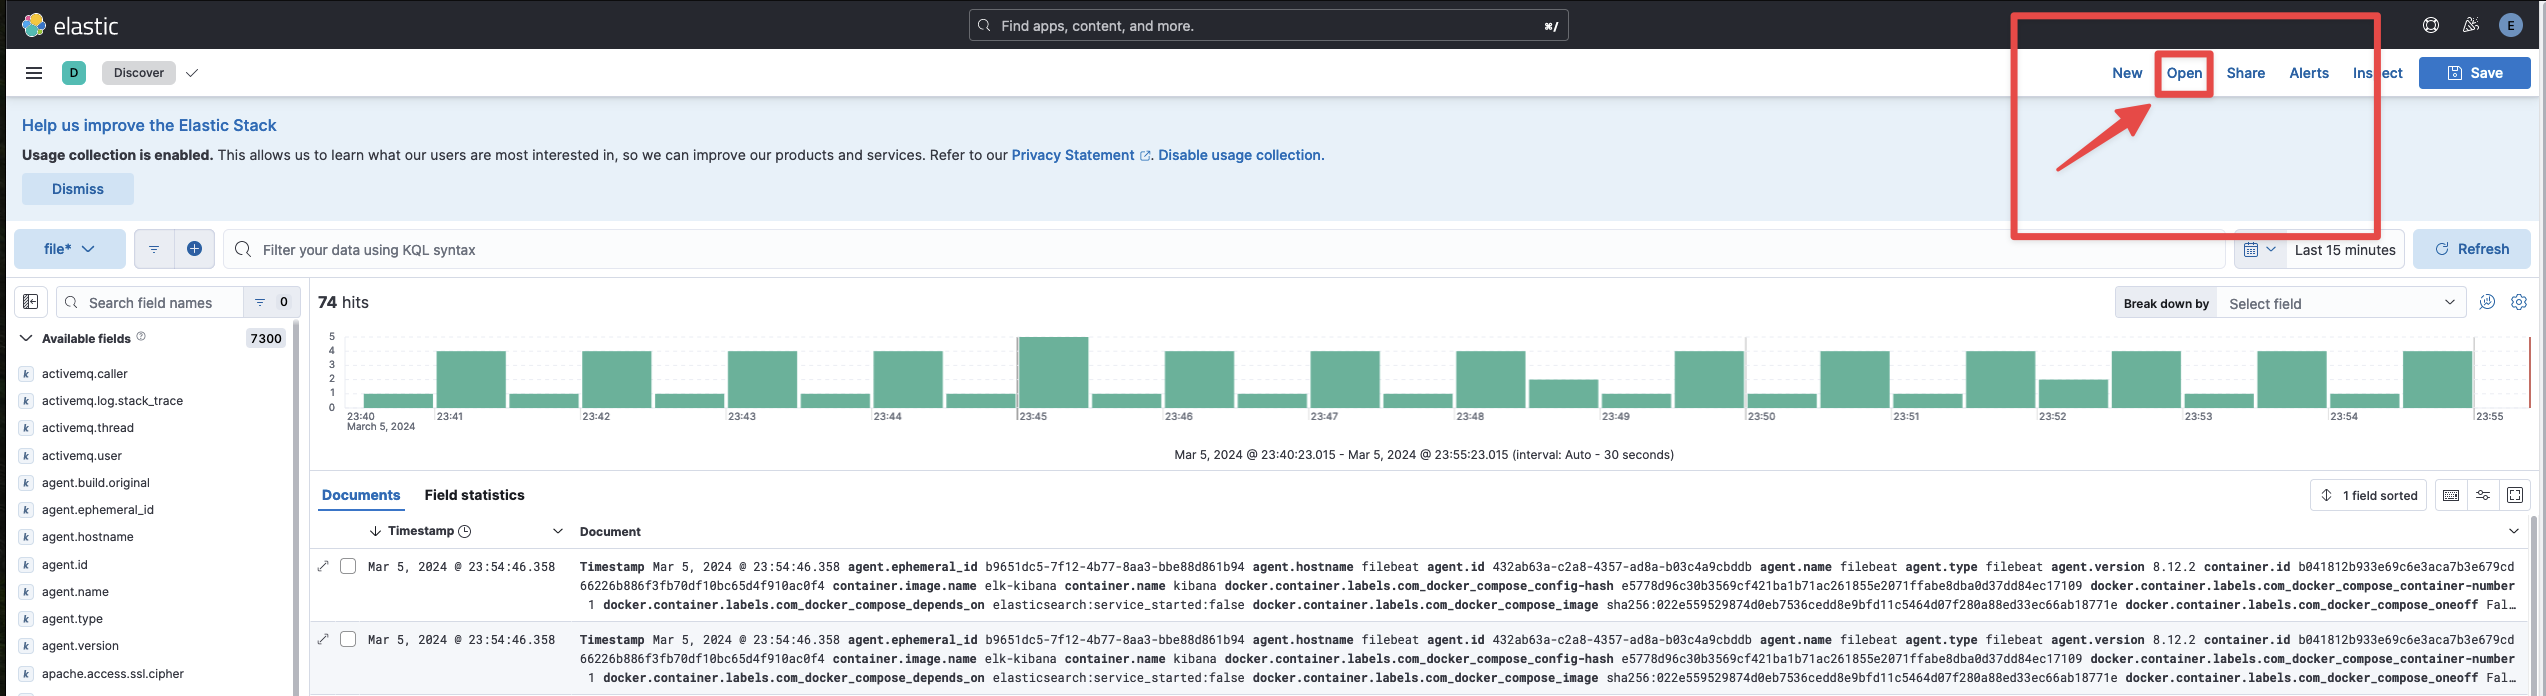 elastic
Find apps, content, and more.
⌘/
E
D
Discover
New
Open
Share
Alerts
Inspect
Save
Help us improve the Elastic Stack
Usage collection is enabled. This allows us to learn what our users are most interested in, so we can improve our products and services. Refer to our Privacy Statement. Disable usage collection.
Dismiss
file*
Filter your data using KQL syntax
Last 15 minutes
Refresh
Search field names
0
74 hits
Break down by
Select field
Available fields
7300
k activemq.caller
k activemq.log.stack_trace
k activemq.thread
k activemq.user
k agent.build.original
k agent.ephemeral_id
k agent.hostname
k agent.id
k agent.name
k agent.type
k agent.version
k apache.access.ssl.cipher
5
4
3
2
1
0
23:40 23:41 23:42 23:43 23:44 23:45 23:46 23:47 23:48 23:49 23:50 23:51 23:52 23:53 23:54 23:55
March 5, 2024
Mar 5, 2024 @ 23:40:23.015 - Mar 5, 2024 @ 23:55:23.015 (interval: Auto - 30 seconds)
Documents
Field statistics
1 field sorted
Timestamp
Document
Mar 5, 2024 @ 23:54:46.358
Timestamp Mar 5, 2024 @ 23:54:46.358 agent.ephemeral_id b9651dc5-7f12-4b77-8aa3-bbe88d861b94 agent.hostname filebeat agent.id 432ab63a-c2a8-4357-ad8a-b03c4a9cbddb agent.name filebeat agent.type filebeat agent.version 8.12.2 container.id b041812b933e69c6e3aca7b3e679cd
66226b886f3fb70df10bc65d4f910ac0f4 container.image.name elk-kibana container.name kibana docker.container.labels.com_docker_compose_config-hash e5778d96c30b3569cf421ba1b71ac261855e2071ffabe8dba0d37dd84ec17109 docker.container.labels.com_docker_compose_container-number
1 docker.container.labels.com_docker_compose_depends_on elasticsearch:service_started:false docker.container.labels.com_docker_compose_image sha256:022e559529874d0eb7536cedd8e9bfd11c5464d07f280a88ed33ec66ab18771e docker.container.labels.com_docker_compose_oneoff Fal…
Mar 5, 2024 @ 23:54:46.358
Timestamp Mar 5, 2024 @ 23:54:46.358 agent.ephemeral_id b9651dc5-7f12-4b77-8aa3-bbe88d861b94 agent.hostname filebeat agent.id 432ab63a-c2a8-4357-ad8a-b03c4a9cbddb agent.name filebeat agent.type filebeat agent.version 8.12.2 container.id b041812b933e69c6e3aca7b3e679cd
66226b886f3fb70df10bc65d4f910ac0f4 container.image.name elk-kibana container.name kibana docker.container.labels.com_docker_compose_config-hash e5778d96c30b3569cf421ba1b71ac261855e2071ffabe8dba0d37dd84ec17109 docker.container.labels.com_docker_compose_container-number
1 docker.container.labels.com_docker_compose_depends_on elasticsearch:service_started:false docker.container.labels.com_docker_compose_image sha256:022e559529874d0eb7536cedd8e9bfd11c5464d07f280a88ed33ec66ab18771e docker.container.labels.com_docker_compose_oneoff Fal…